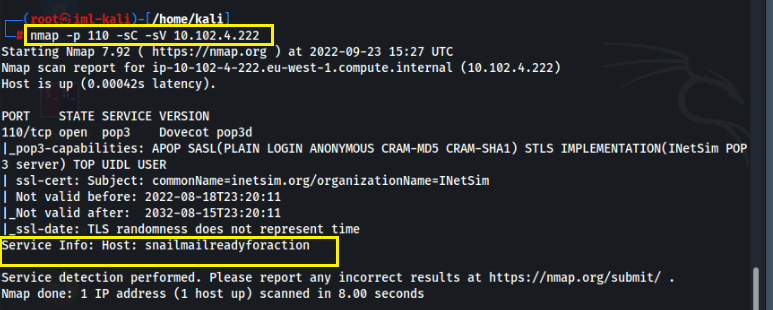 (root㉿iml-kali)-[/home/kali]
# nmap -p 110 -sC -sV 10.102.4.222
Starting Nmap 7.92 ( https://nmap.org ) at 2022-09-23 15:27 UTC
Nmap scan report for ip-10-102-4-222.eu-west-1.compute.internal (10.102.4.222)
Host is up (0.00042s latency).
PORT    STATE SERVICE VERSION
110/tcp open  pop3    Dovecot pop3d
|_pop3-capabilities: APOP SASL(PLAIN LOGIN ANONYMOUS CRAM-MD5 CRAM-SHA1) STLS IMPLEMENTATION(INetSim POP
3 server) TOP UIDL USER
| ssl-cert: Subject: commonName=inetsim.org/organizationName=INetSim
| Not valid before: 2022-08-18T23:20:11
|_Not valid after:  2032-08-15T23:20:11
|_ssl-date: TLS randomness does not represent time
Service Info: Host: snailmailreadyforaction
Service detection performed. Please report any incorrect results at https://nmap.org/submit/ .
Nmap done: 1 IP address (1 host up) scanned in 8.00 seconds